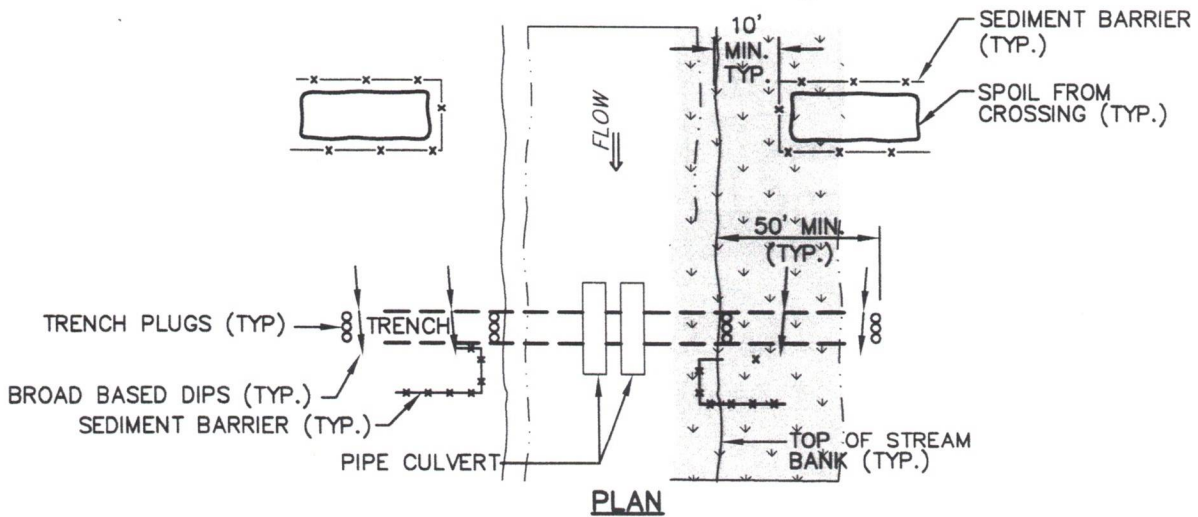 10'
MIN.
TYP.
SEDIMENT BARRIER
(TYP.)
SPOIL FROM
CROSSING (TYP.)
FLOW
50' MIN.
(TYP.)
TRENCH PLUGS (TYP)
TRENCH
BROAD BASED DIPS (TYP.)
SEDIMENT BARRIER (TYP.)
PIPE CULVERT
TOP OF STREAM
BANK (TYP.)
PLAN